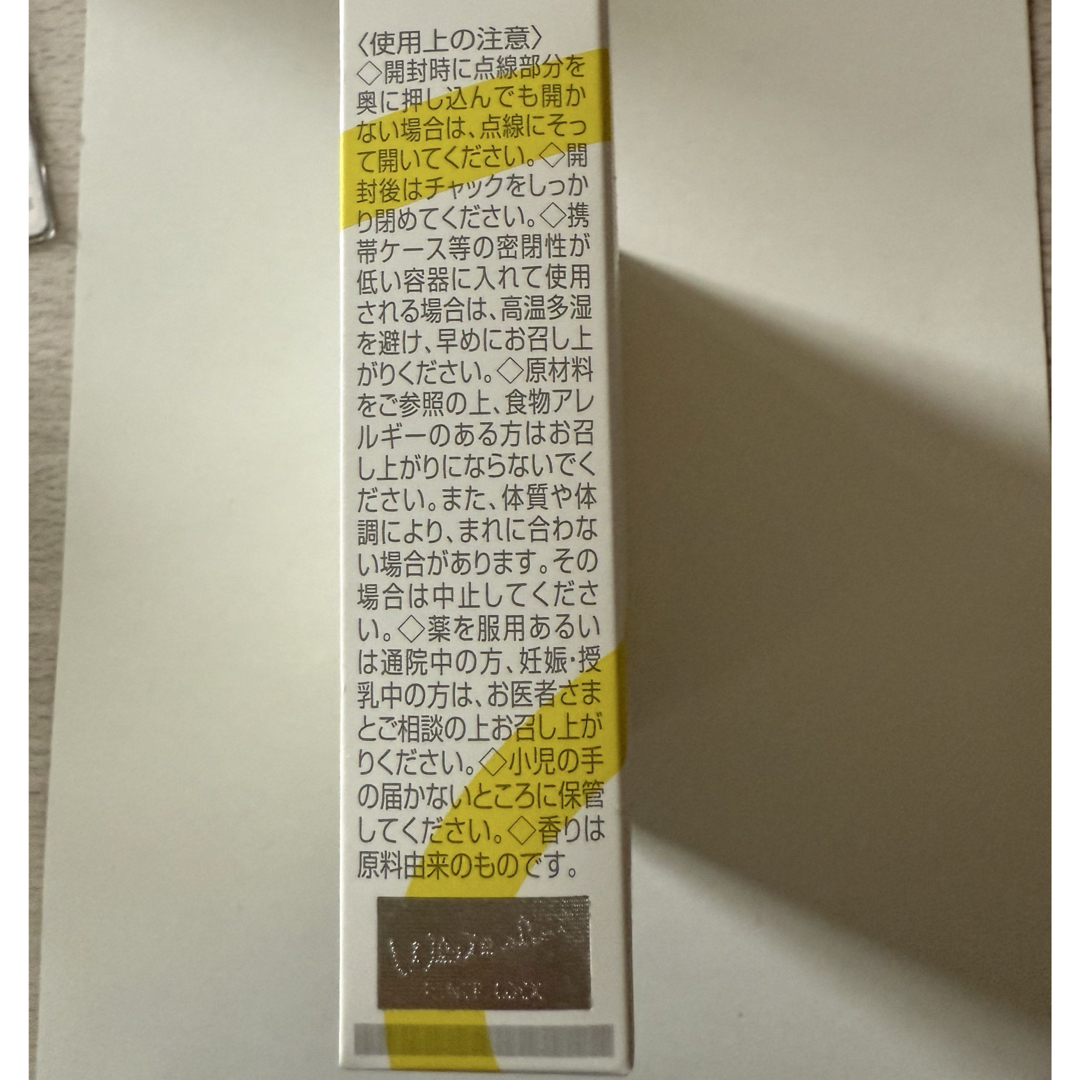 〈使用上の注意〉
◇開封時に点線部分を
奥に押し込んでも開か
ない場合は、点線にそっ
て開いてください。◇開
封後はチャックをしっか
り閉めてください。◇携
帯ケース等の密閉性が
低い容器に入れて使用
される場合は、高温多湿
を避け、早めにお召し上
がりください。◇原材料
をご参照の上、食物アレ
ルギーのある方はお召
し上がりにならないでく
ださい。また、体質や体
調により、まれに合わな
い場合があります。その
場合は中止してくださ
い。◇薬を服用あるい
は通院中の方、妊娠・授
乳中の方は、お医者さま
とご相談の上お召し上が
りください。◇小児の手
の届かないところに保管
してください。◇香りは
原料由来のものです。